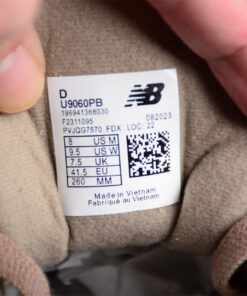 D
U9060PB
196941368030
F2311095
082023
PVJQG7570 FDX LOC: 22
8 US M
9.5 US W
7.5 UK
41.5 EU
260 MM
NB
Made in Vietnam
Fabriqué au Vietnam